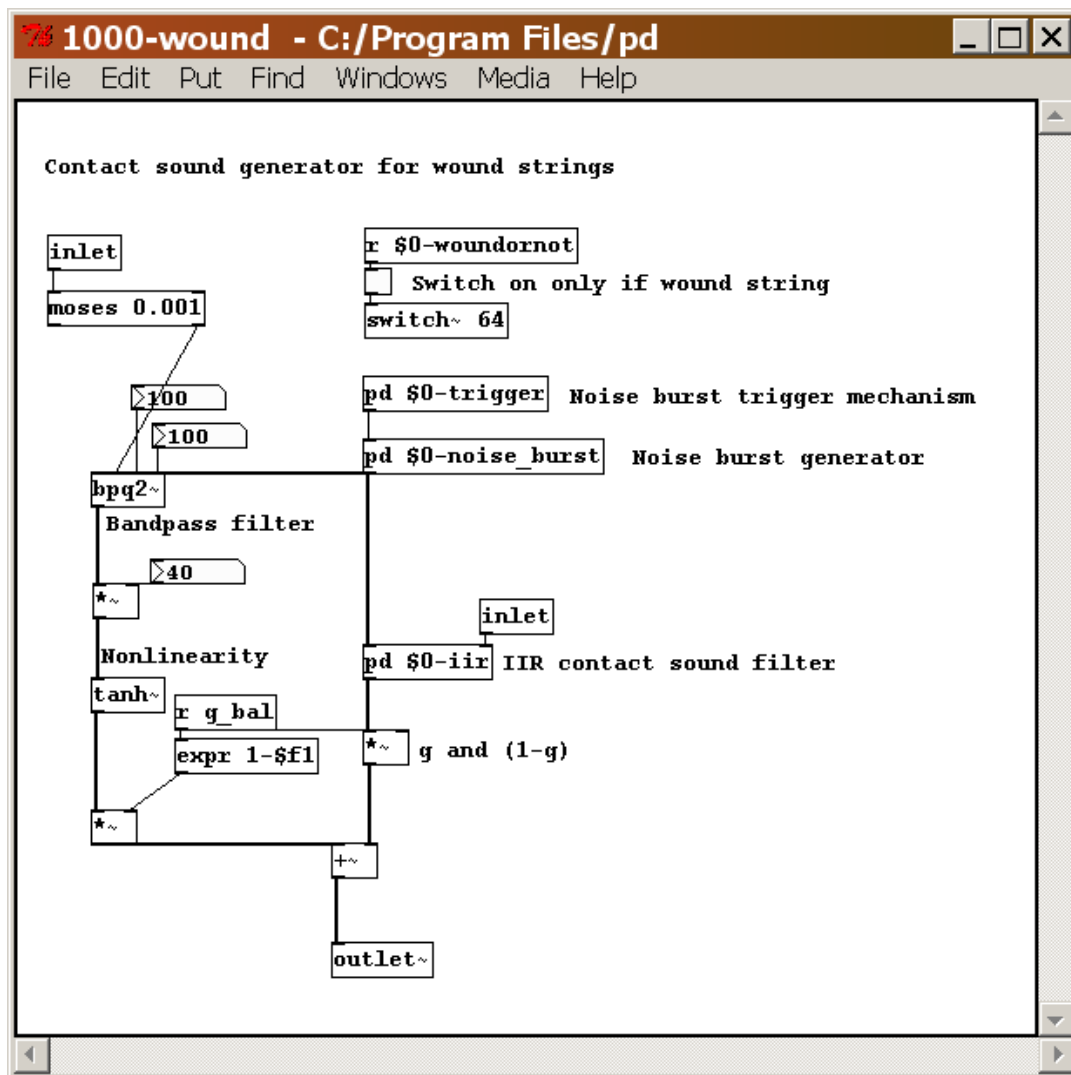 1000-wound - C:/Program Files/pd
File Edit Put Find Windows Media Help
Contact sound generator for wound strings
inlet
r $0-woundornot
moses 0.001
Switch on only if wound string
switch~ 64
100
pd $0-trigger
Noise burst trigger mechanism
100
pd $0-noise_burst
Noise burst generator
bpq2~
Bandpass filter
40
*~
inlet
Nonlinearity
pd $0-iir
IIR contact sound filter
tanh~
r g_bal
expr 1-$f1
*~
g and (1-g)
*~
+~
outlet~